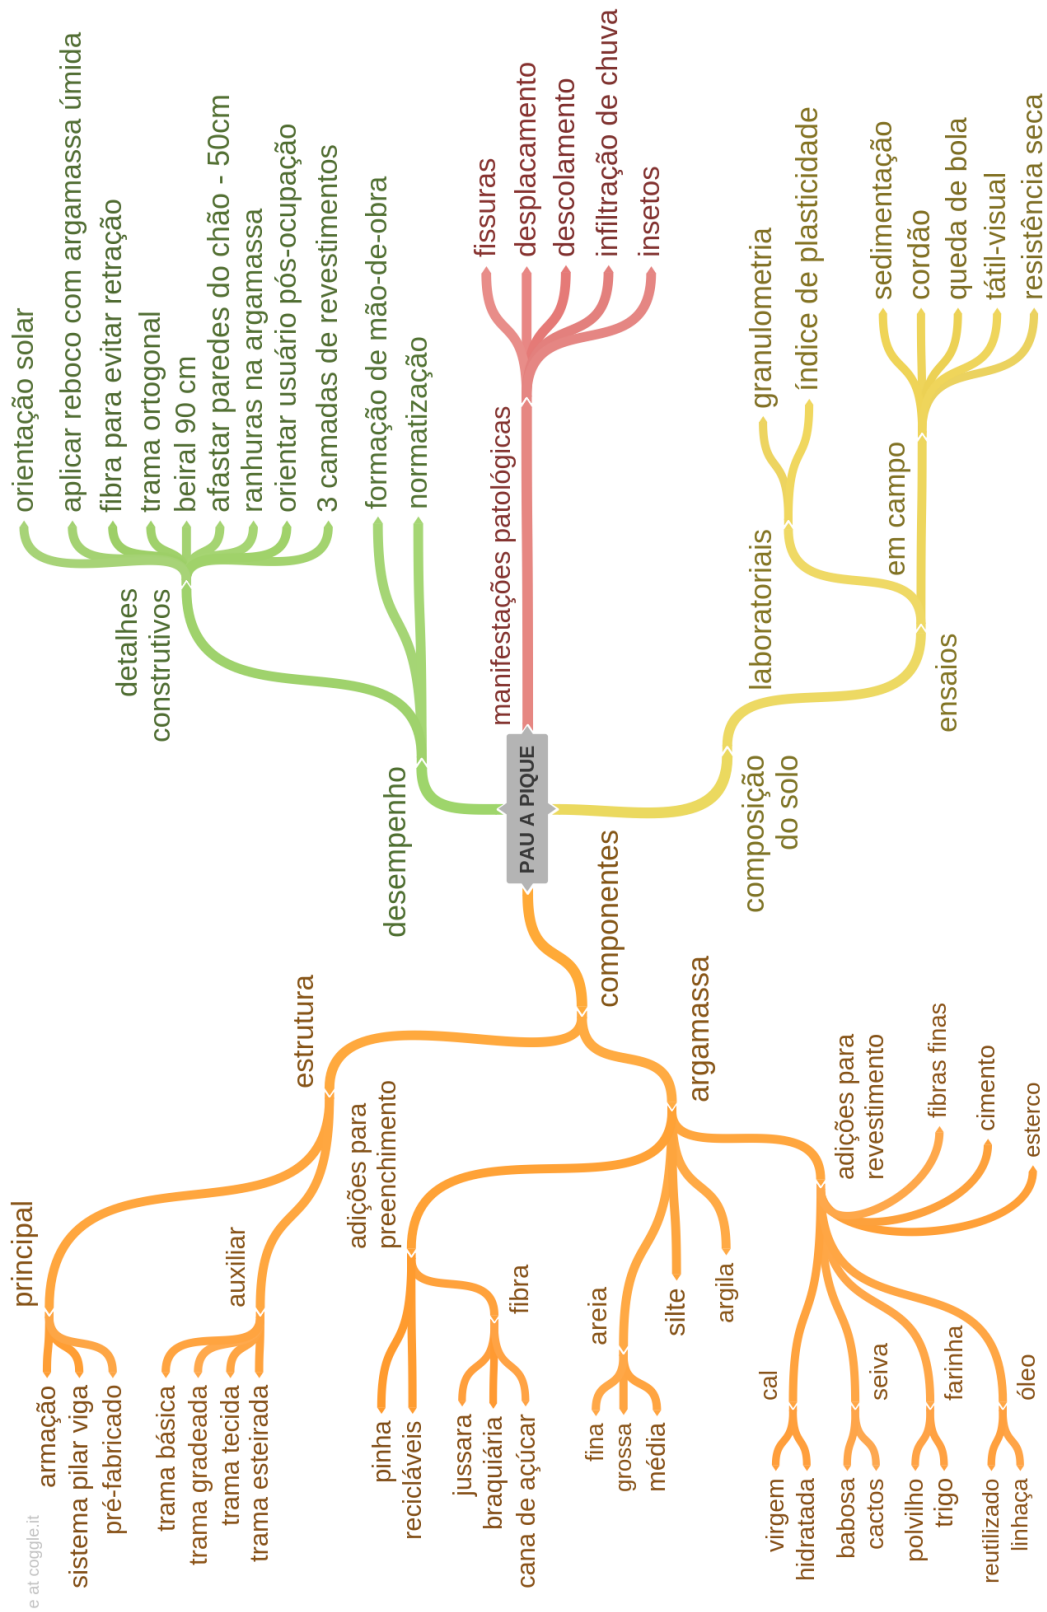 PAU A PIQUE
componentes
estrutura
principal
armação
sistema pilar viga
pré-fabricado
auxiliar
trama básica
trama gradeada
trama tecida
trama esteirada
argamassa
adições para
preenchimento
pinha
recicláveis
fibra
jussara
braquiária
cana de açúcar
areia
fina
grossa
média
silte
argila
adições para
revestimento
cal
virgem
hidratada
seiva
babosa
cactos
farinha
polvilho
trigo
óleo
reutilizado
linhaça
fibras finas
cimento
esterco
desempenho
detalhes
construtivos
orientação solar
aplicar reboco com argamassa úmida
fibra para evitar retração
trama ortogonal
beiral 90 cm
afastar paredes do chão - 50cm
ranhuras na argamassa
orientar usuário pós-ocupação
3 camadas de revestimentos
formação de mão-de-obra
normatização
manifestações patológicas
fissuras
desplacamento
descolamento
infiltração de chuva
insetos
composição
do solo
ensaios
laboratoriais
granulometria
índice de plasticidade
em campo
sedimentação
cordão
queda de bola
tátil-visual
resistência seca
e at coggle.it